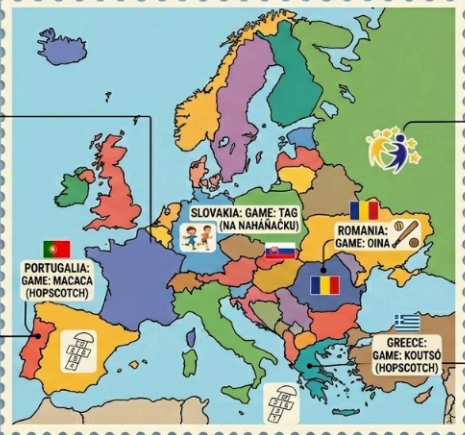 SLOVAKIA: GAME: TAG
(NA NAHÁŇAČKU)
ROMANIA:
GAME: OINA
PORTUGALIA:
GAME: MACACA
(HOPSCOTCH)
GREECE:
GAME: KOUTSÓ
(HOPSCOTCH)